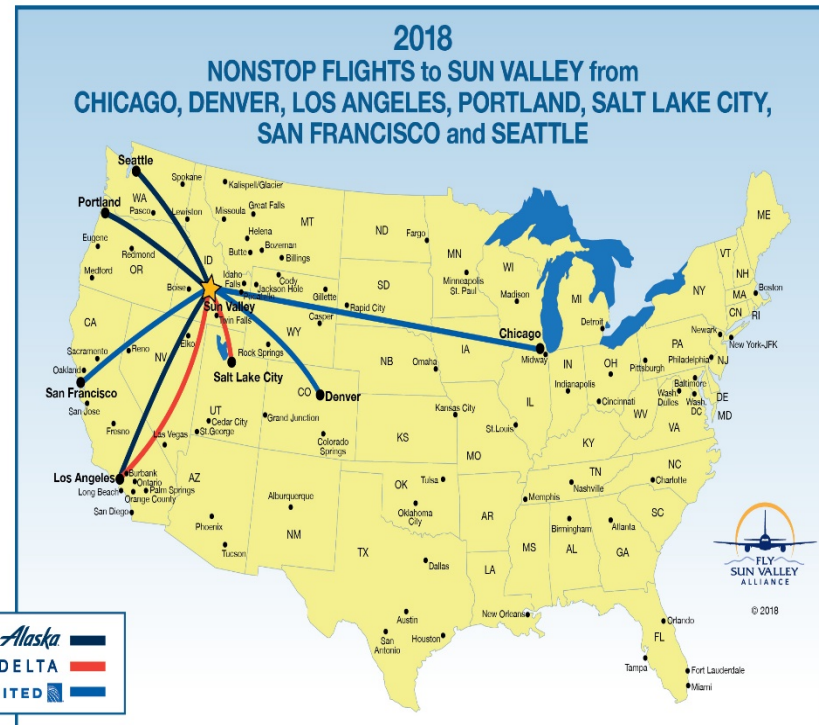 2018
NONSTOP FLIGHTS to SUN VALLEY from
CHICAGO, DENVER, LOS ANGELES, PORTLAND, SALT LAKE CITY,
SAN FRANCISCO and SEATTLE
Seattle
Spokane
Kalispell/Glacier
WA
Portland
Pasco
Lewiston
Missoula
Great Falls
MT
ND
Fargo
ME
Eugene
Redmond
OR
Helena
Butte
Bozeman
Billings
MN
Medford
ID
Boise
Idaho
Falls
Cody
Jackson Hole
Gillette
SD
Rapid City
Minneapolis
St. Paul
WI
Madison
MI
Detroit
NY
VT
NH
MA
Boston
CN
RI
Sun Valley
Twin Falls
WY
Casper
CA
NV
Elko
Reno
Sacramento
Oakland
San Francisco
San Jose
Fresno
Rock Springs
Salt Lake City
NB
Omaha
IA
Chicago
Midway
Newark
New York-JFK
Philadelphia
NJ
PA
Pittsburgh
OH
IN
Indianapolis
Cincinnati
Baltimore
Wash.
Dulles
Wash.
DC
DE
MD
WV
VA
UT
Cedar City
St.George
Las Vegas
CO
Denver
Grand Junction
Colorado
Springs
KS
Kansas City
MO
St.Louis
IL
KY
Los Angeles
Burbank
Ontario
Long Beach
Palm Springs
Orange County
San Diego
AZ
Phoenix
Tucson
Alburquerque
NM
OK
Tulsa
Oklahoma
City
AR
TN
Nashville
Memphis
NC
Charlotte
SC
TX
Dallas
Austin
San
Antonio
Houston
LA
New Orleans
MS
AL
Birmingham
GA
Atlanta
FL
Orlando
Tampa
Fort Lauderdale
Miami
FLY
SUN VALLEY
ALLIANCE
© 2018
Alaska
DELTA
ITED